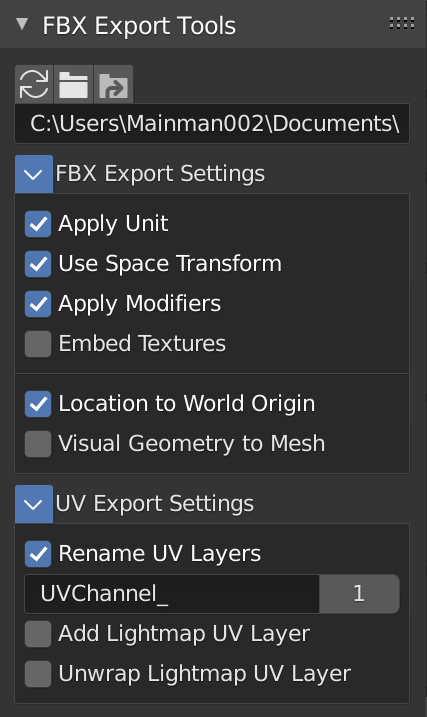 FBX Export Tools
C:\Users\Mainman002\Documents\
FBX Export Settings
Apply Unit
Use Space Transform
Apply Modifiers
Embed Textures
Location to World Origin
Visual Geometry to Mesh
UV Export Settings
Rename UV Layers
UVChannel_ 1
Add Lightmap UV Layer
Unwrap Lightmap UV Layer